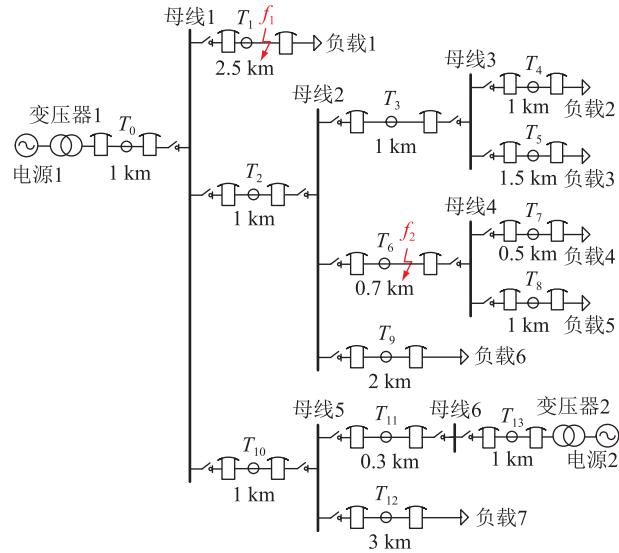 母线1
T1
f1
负载1
2.5 km
变压器1
T0
电源1
1 km
母线2
T3
1 km
母线3
T4
1 km
负载2
T5
1.5 km
负载3
T2
1 km
母线4
T6
f2
0.7 km
T7
0.5 km
负载4
T8
1 km
负载5
T9
负载6
2 km
母线5
T11
0.3 km
母线6
T13
1 km
变压器2
电源2
T10
1 km
T12
负载7
3 km